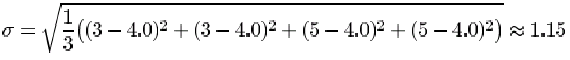 σ = √(1/3((3 − 4.0)² + (3 − 4.0)² + (5 − 4.0)² + (5 − 4.0)²)) ≈ 1.15